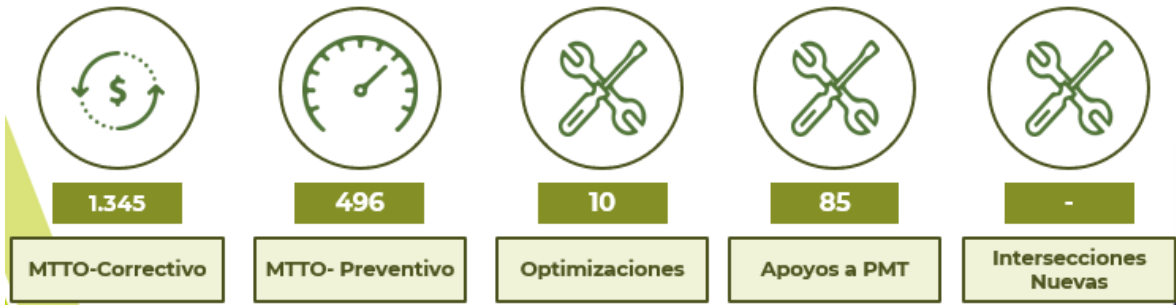 $
1.345
496
10
85
-
MTTO-Correctivo
MTTO- Preventivo
Optimizaciones
Apoyos a PMT
Intersecciones
Nuevas